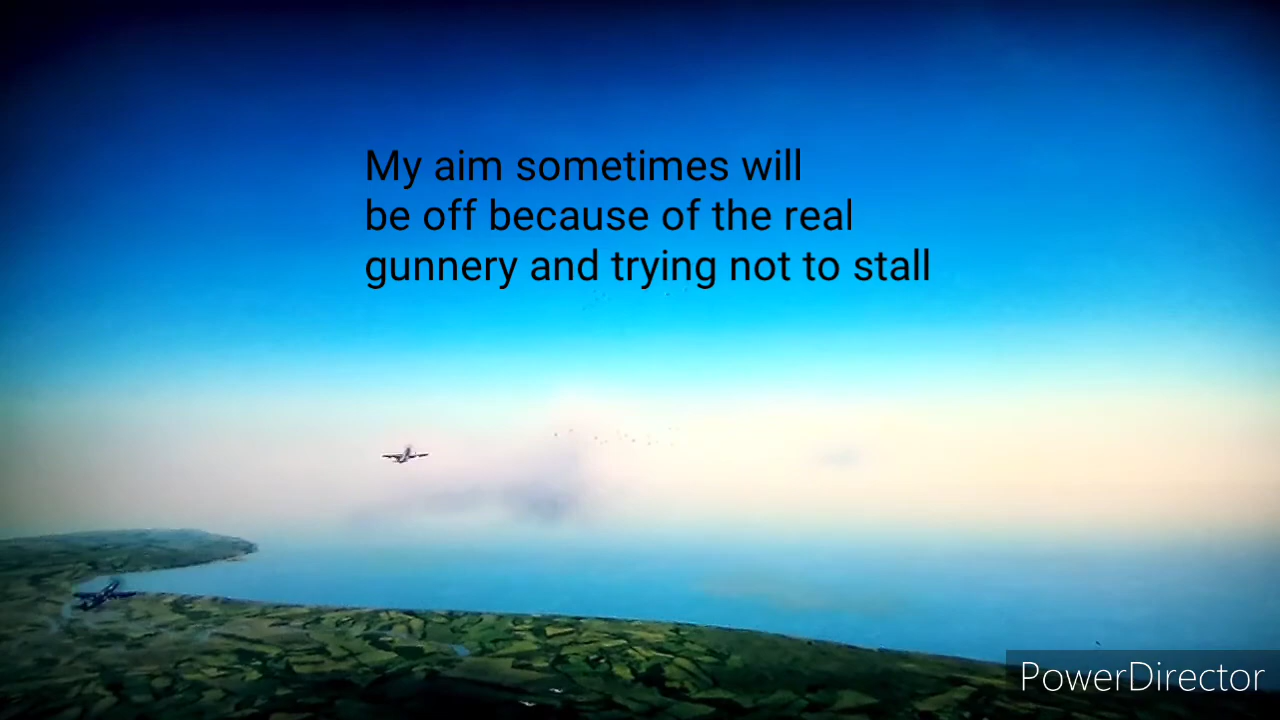 My aim sometimes will
be off because of the real
gunnery and trying not to stall
PowerDirector